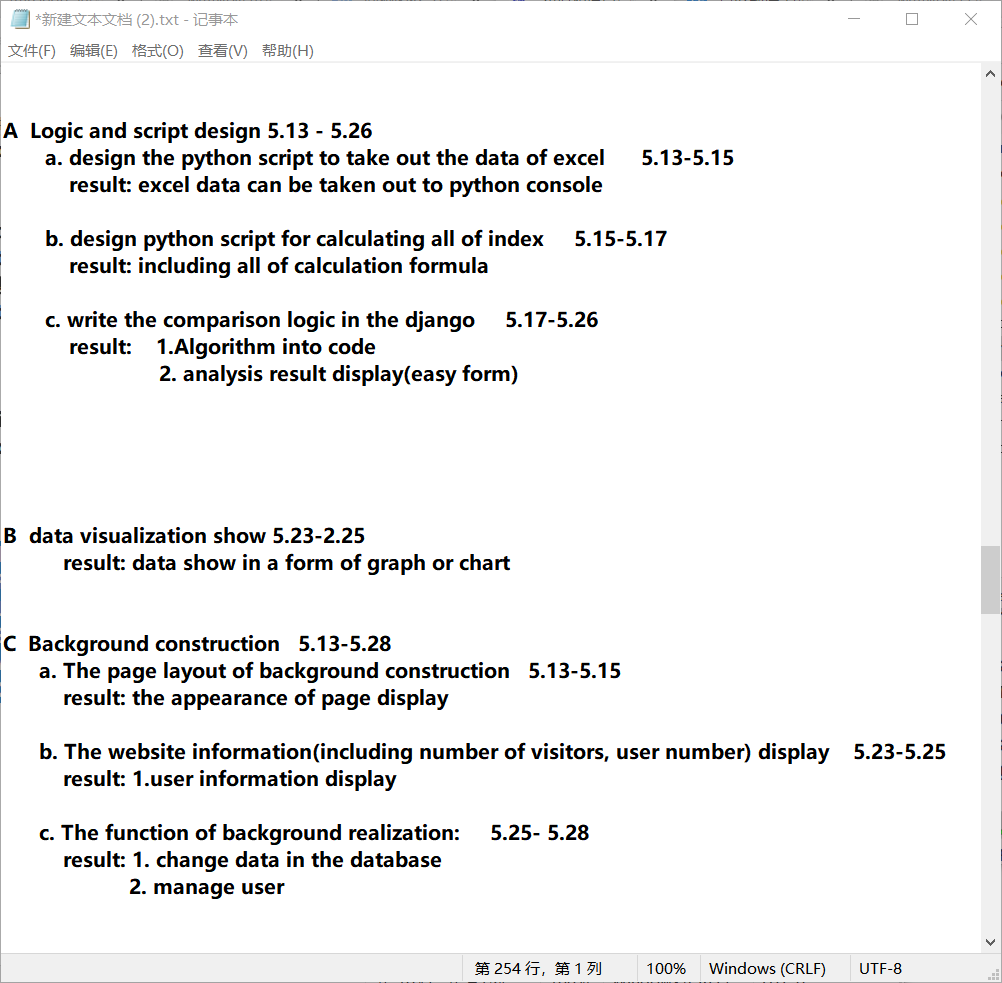 *新建文本文档 (2).txt - 记事本
文件(F) 编辑(E) 格式(O) 查看(V) 帮助(H)
A Logic and script design 5.13 - 5.26
a. design the python script to take out the data of excel 5.13-5.15
result: excel data can be taken out to python console
b. design python script for calculating all of index 5.15-5.17
result: including all of calculation formula
c. write the comparison logic in the django 5.17-5.26
result: 1.Algorithm into code
2. analysis result display(easy form)
B data visualization show 5.23-2.25
result: data show in a form of graph or chart
C Background construction 5.13-5.28
a. The page layout of background construction 5.13-5.15
result: the appearance of page display
b. The website information(including number of visitors, user number) display 5.23-5.25
result: 1.user information display
c. The function of background realization: 5.25- 5.28
result: 1. change data in the database
2. manage user
第 254 行，第 1 列 100% Windows (CRLF) UTF-8